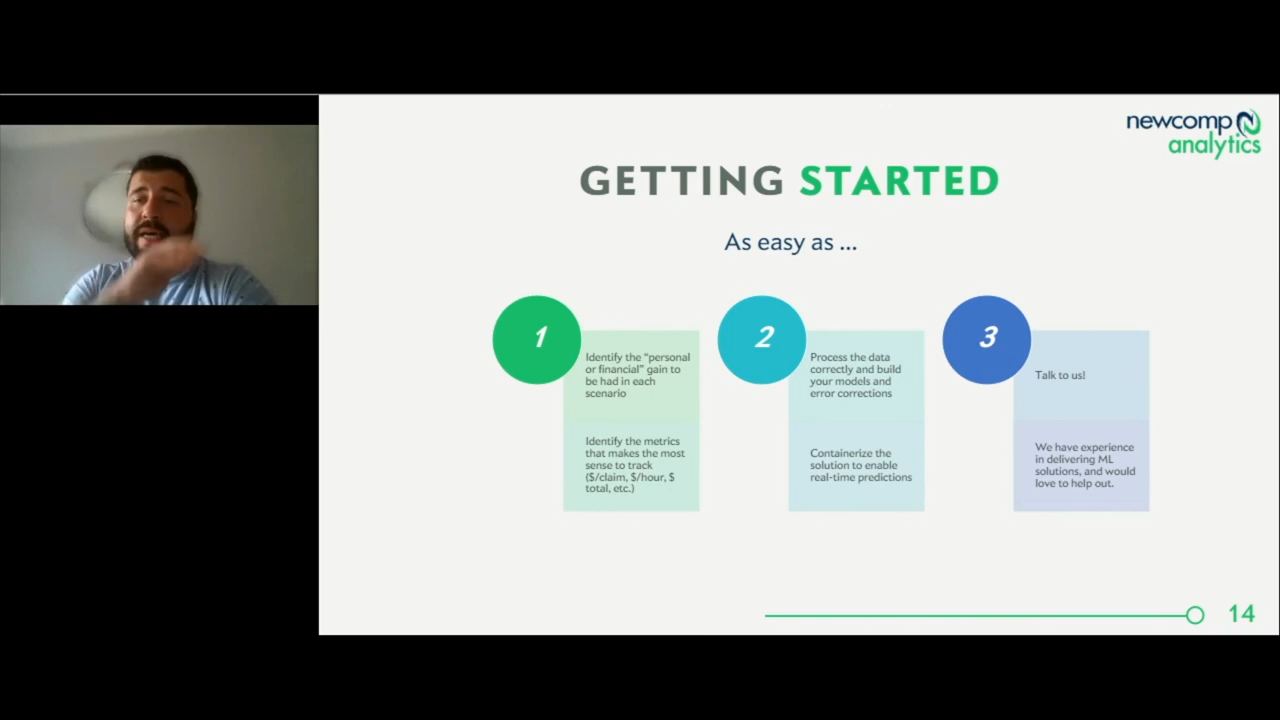 newcomp
analytics
GETTING STARTED
As easy as ...
1
Identify the “personal
or financial” gain to
be had in each
scenario
Identify the metrics
that makes the most
sense to track
($/claim, $/hour, $
total, etc.)
2
Process the data
correctly and build
your models and
error corrections
Containerize the
solution to enable
real-time predictions
3
Talk to us!
We have experience
in delivering ML
solutions, and would
love to help out.
14